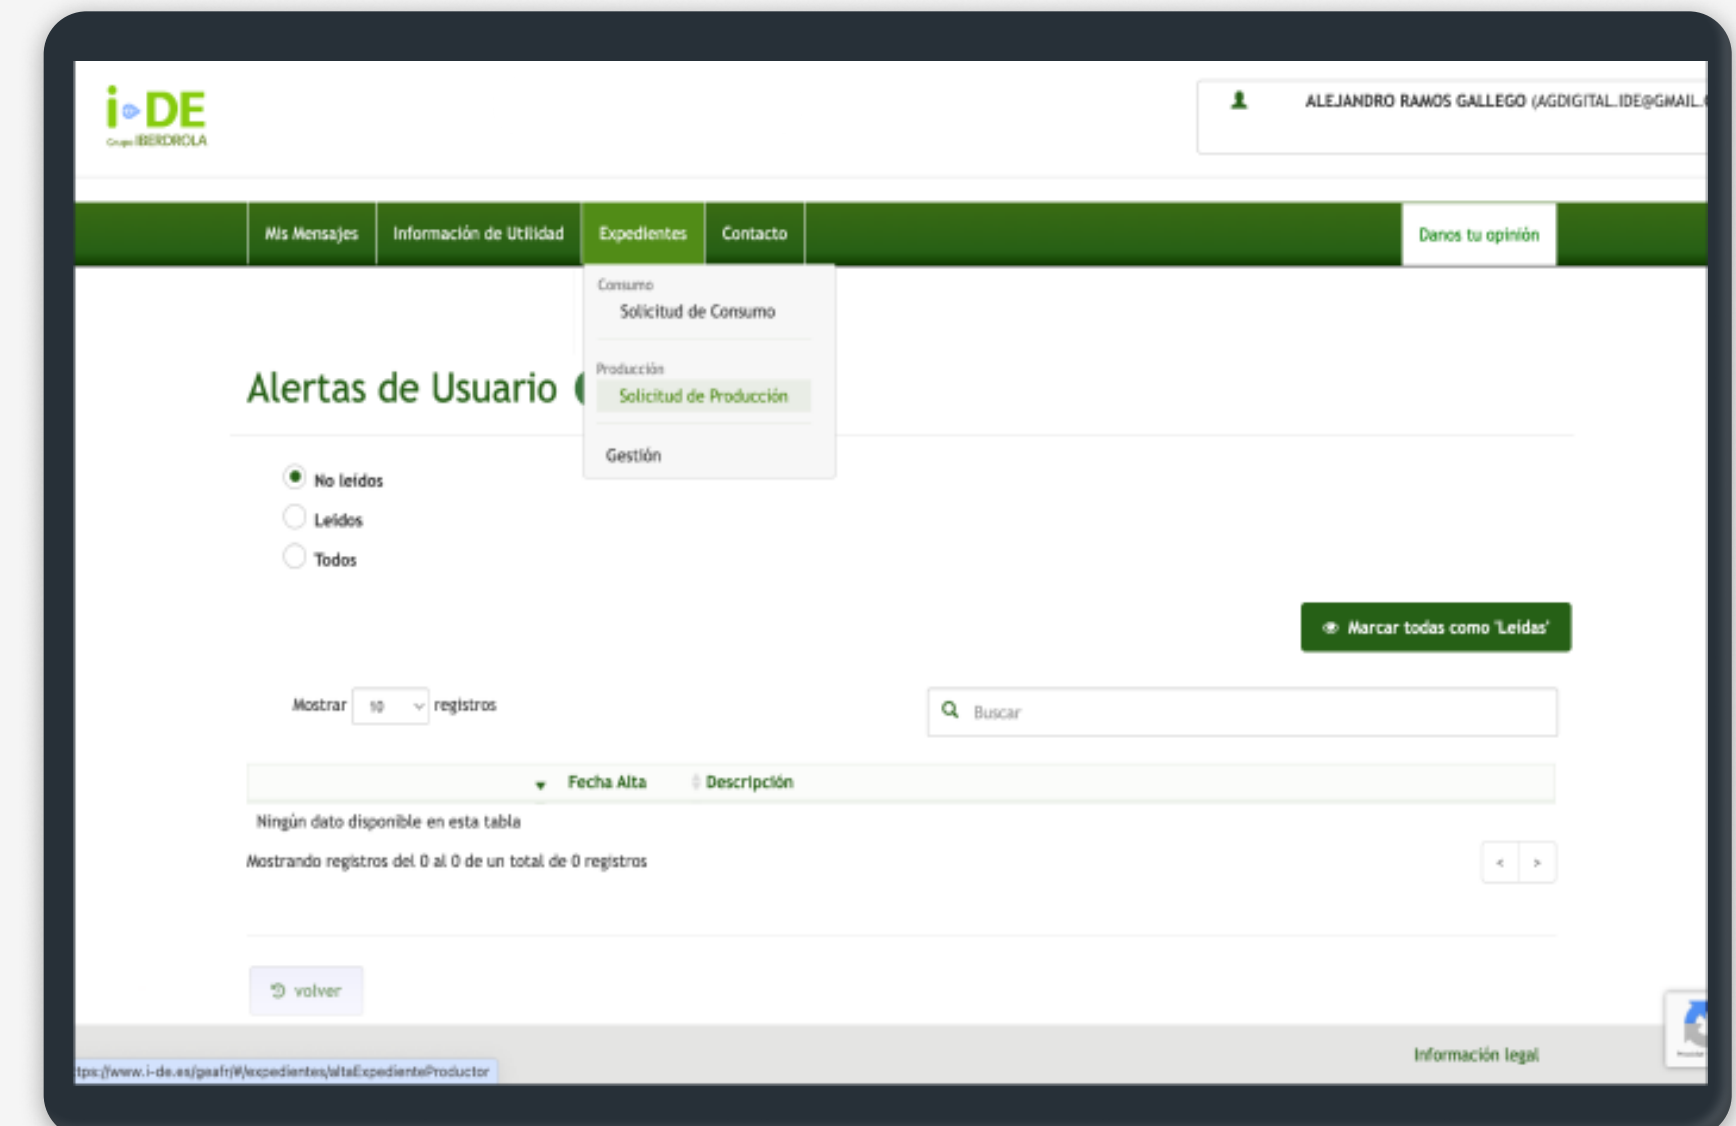 i-DE
Grupo IBERDROLA
ALEJANDRO RAMOS GALLEGO (AGDIGITAL.IDE@GMAIL.
Mis Mensajes
Información de Utilidad
Expedientes
Contacto
Danos tu opinión
Consumo
Solicitud de Consumo
Producción
Solicitud de Producción
Gestión
Alertas de Usuario
No leídos
Leídos
Todos
Marcar todas como 'Leídas'
Mostrar 10 registros
Buscar
Fecha Alta
Descripción
Ningún dato disponible en esta tabla
Mostrando registros del 0 al 0 de un total de 0 registros
< >
volver
Información legal
tps://www.i-de.es/geafr/#/expedientes/altaExpedienteProductor